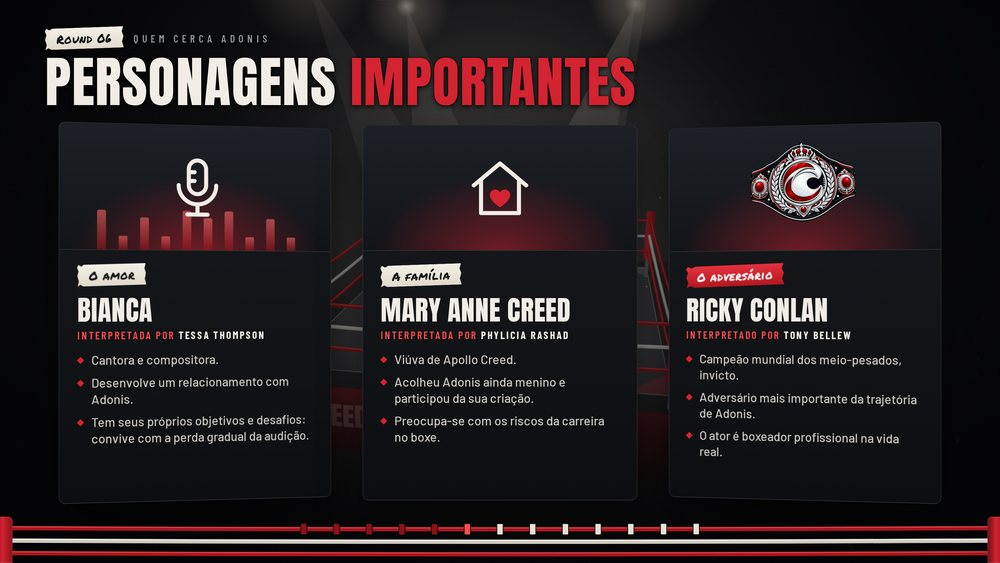 Round 06 QUEM CERCA ADONIS
PERSONAGENS IMPORTANTES
O AMOR
BIANCA
INTERPRETADA POR TESSA THOMPSON
Cantora e compositora.
Desenvolve um relacionamento com
Adonis.
Tem seus próprios objetivos e desafios:
convive com a perda gradual da audição.
A FAMÍLIA
MARY ANNE CREED
INTERPRETADA POR PHYLICIA RASHAD
Viúva de Apollo Creed.
Acolheu Adonis ainda menino e
participou da sua criação.
Preocupa-se com os riscos da carreira
no boxe.
O ADVERSÁRIO
RICKY CONLAN
INTERPRETADO POR TONY BELLEW
Campeão mundial dos meio-pesados,
invicto.
Adversário mais importante da trajetória
de Adonis.
O ator é boxeador profissional na vida
real.